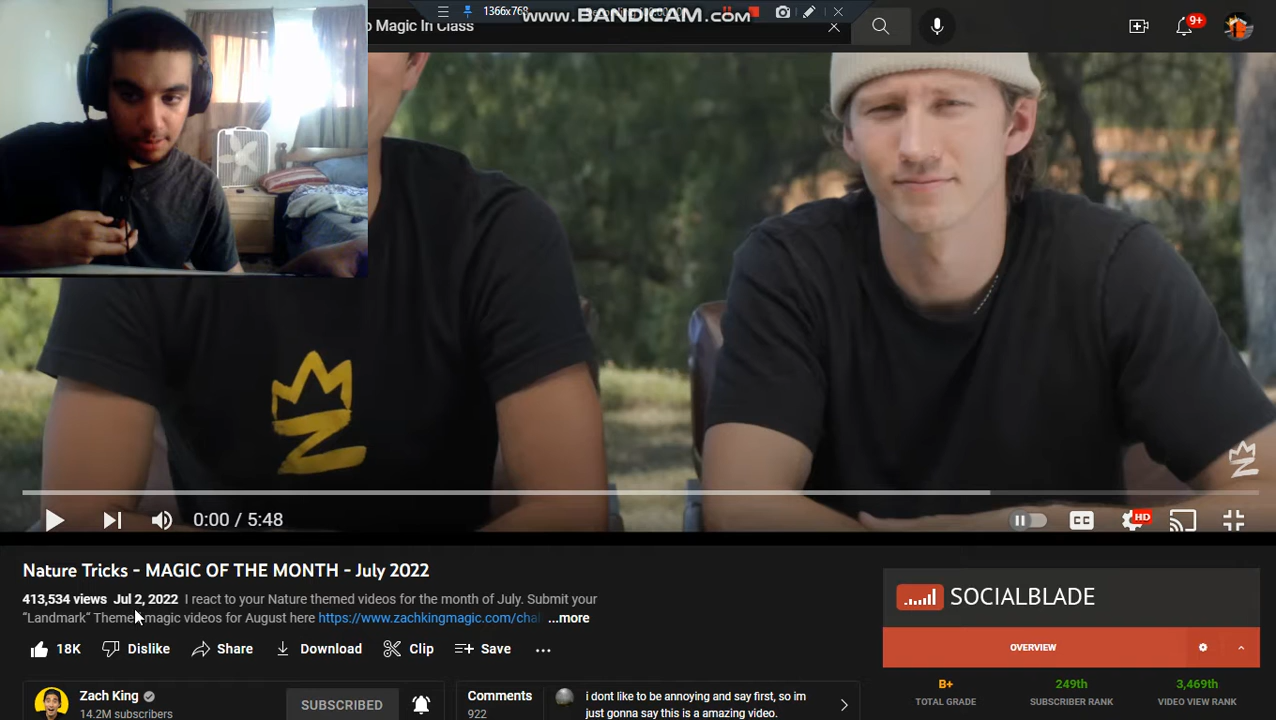 1366x768
www.BANDICAM.com
o Magic In Class
9+
Z
0:00 / 5:48
CC
HD
Nature Tricks - MAGIC OF THE MONTH - July 2022
413,534 views Jul 2, 2022 I react to your Nature themed videos for the month of July. Submit your
"Landmark" Theme magic videos for August here https://www.zachkingmagic.com/cha ...more
18K Dislike Share Download Clip Save ...
Zach King
14.2M subscribers
SUBSCRIBED
Comments
922
i dont like to be annoying and say first, so im
just gonna say this is a amazing video.
SOCIALBLADE
OVERVIEW
B+ 249th 3,469th
TOTAL GRADE SUBSCRIBER RANK VIDEO VIEW RANK